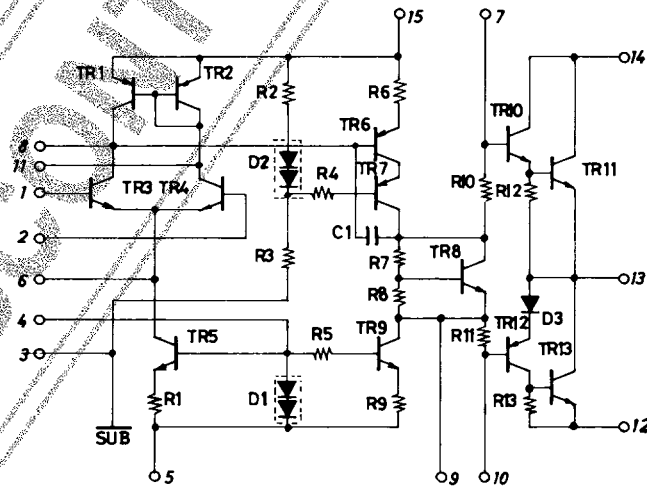 15
7
TR1
TR2
R2
R6
14
TR10
TR6
8
D2
TR7
TR11
11
R4
1
TR3
TR4
R10
R12
2
C1
TR8
R3
R7
6
13
R8
4
TR12
D3
R5
TR9
R11
TR13
3
TR5
R1
D1
R9
R13
12
SUB
5
9
10